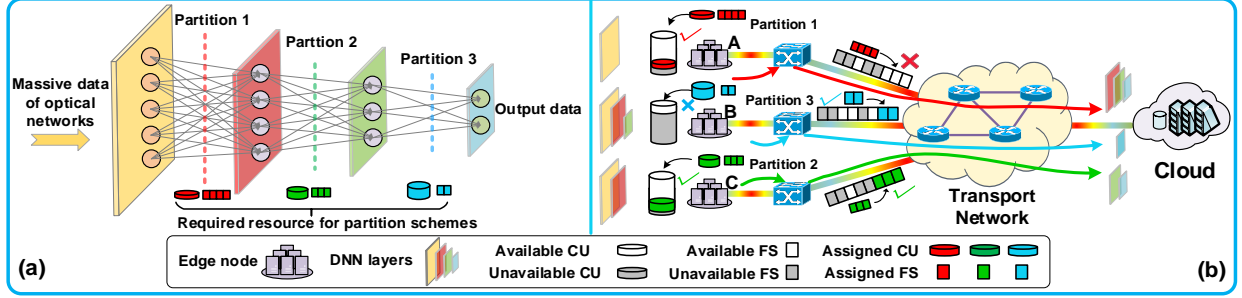 Partition 1
Parttion 2
Partition 3
Massive data
of optical
networks
Output data
Required resource for partition schemes
(a)
Partition 1
A
Partition 3
B
Partition 2
C
Transport
Network
Cloud
(b)
Edge node
DNN layers
Available CU
Unavailable CU
Available FS
Unavailable FS
Assigned CU
Assigned FS